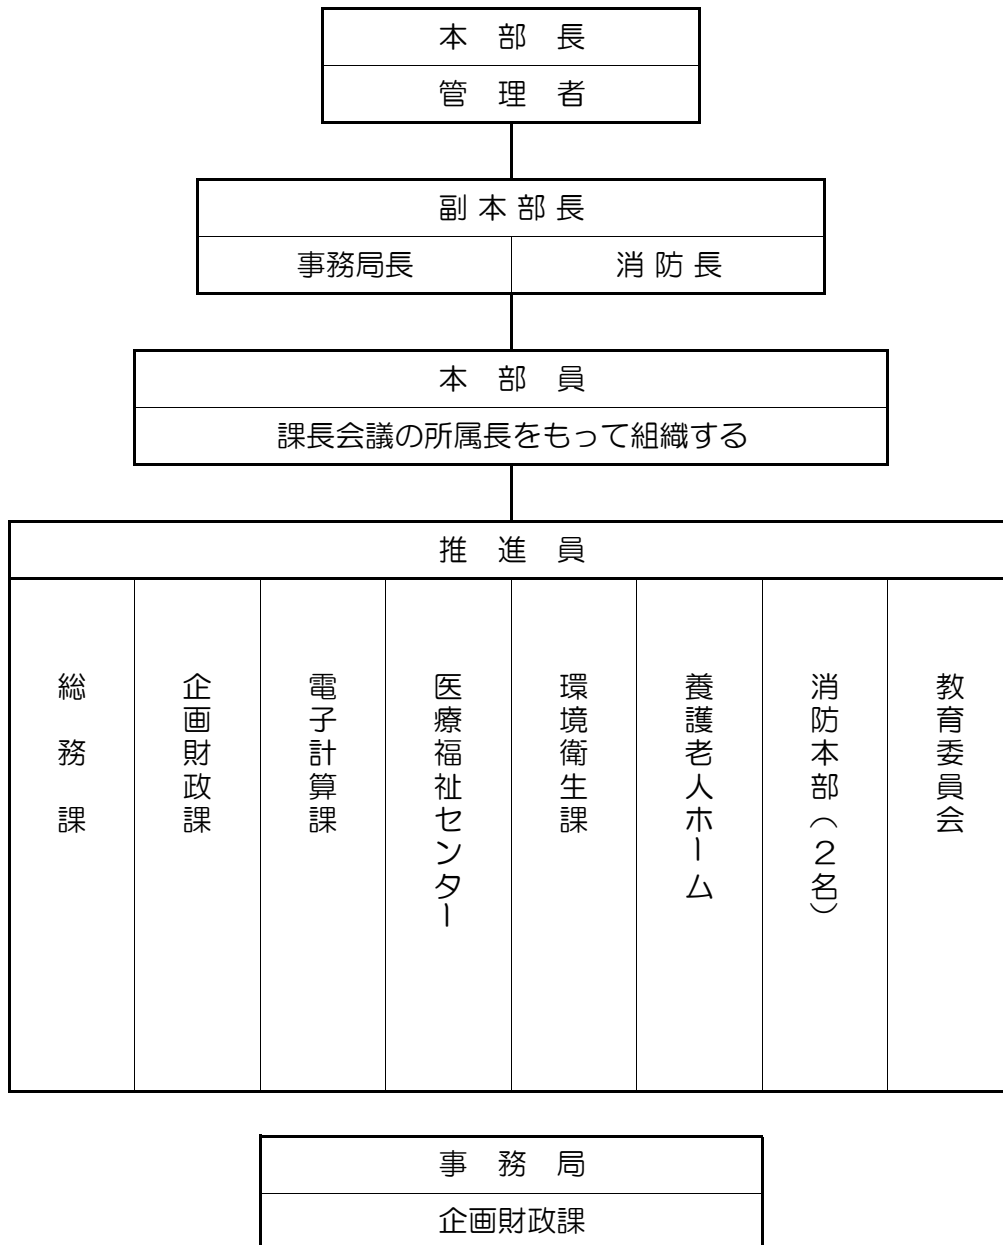 本 部 長
管 理 者
副 本 部 長
事務局長
消 防 長
本 部 員
課長会議の所属長をもって組織する
推 進 員
総 務 課
企画財政課
電子計算課
医療福祉センター
環境衛生課
養護老人ホーム
消防本部（２名）
教育委員会
事 務 局
企画財政課